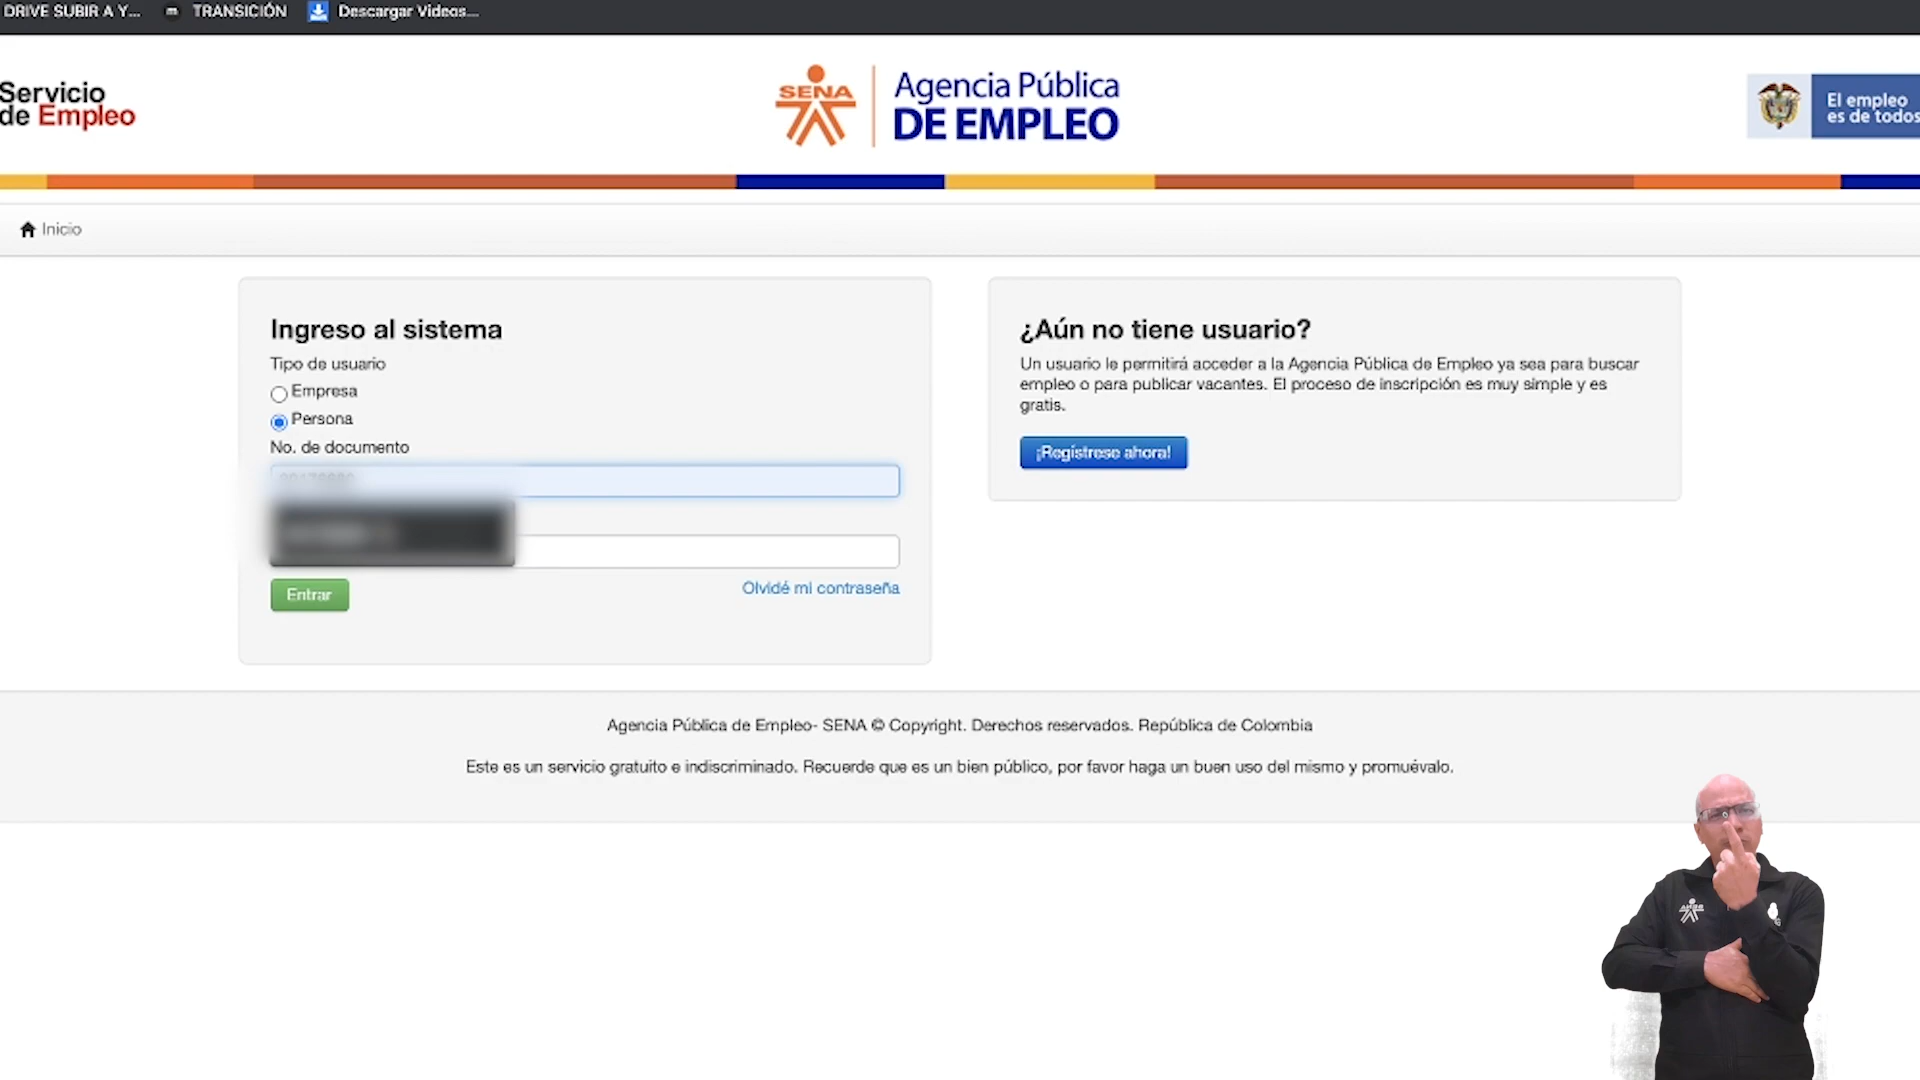 DRIVE SUBIR A Y...
m TRANSICIÓN
Descargar Videos...
Servicio
de Empleo
SENA
Agencia Pública
DE EMPLEO
El empleo
es de todos
Inicio
Ingreso al sistema
Tipo de usuario
Empresa
Persona
No. de documento
Entrar
Olvidé mi contraseña
¿Aún no tiene usuario?
Un usuario le permitirá acceder a la Agencia Pública de Empleo ya sea para buscar
empleo o para publicar vacantes. El proceso de inscripción es muy simple y es
gratis.
¡Regístrese ahora!
Agencia Pública de Empleo- SENA © Copyright. Derechos reservados. República de Colombia
Este es un servicio gratuito e indiscriminado. Recuerde que es un bien público, por favor haga un buen uso del mismo y promuévalo.